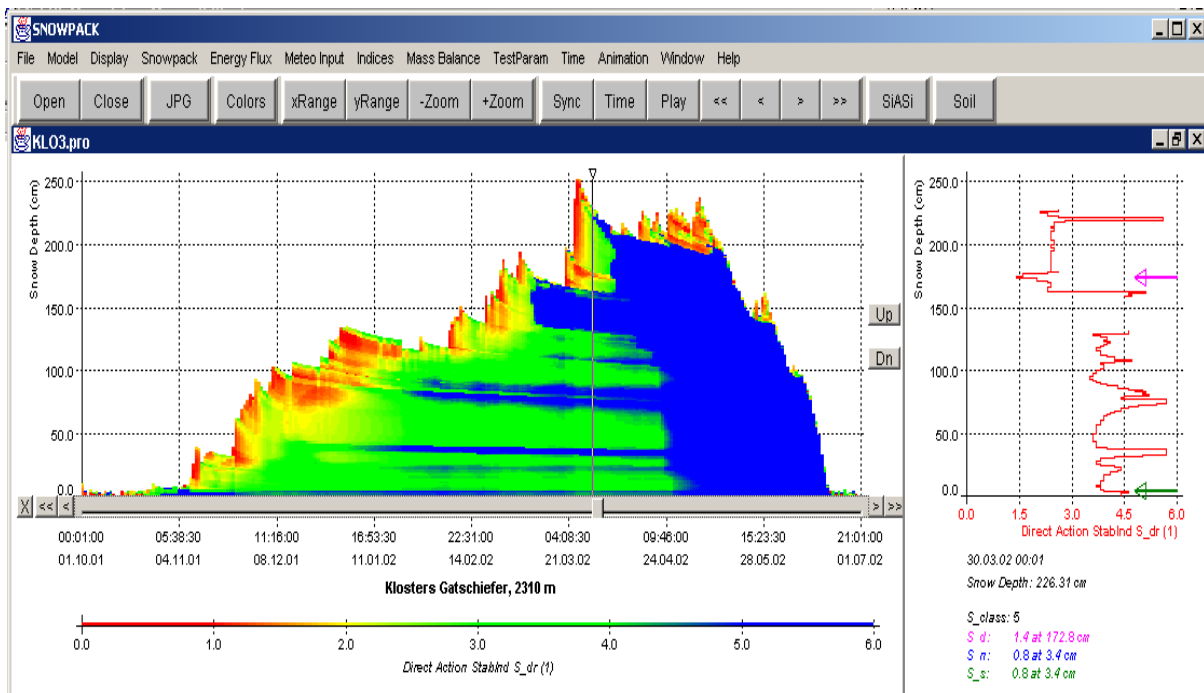 SNOWPACK
File Model Display Snowpack Energy Flux Meteo Input Indices Mass Balance TestParam Time Animation Window Help
Open Close JPG Colors xRange yRange -Zoom +Zoom Sync Time Play << < > >> SiASi Soil
KLO3.pro
Snow Depth (cm)
250.0
200.0
150.0
100.0
50.0
0.0
Up
Dn
X << < > >>
00:01:00 05:38:30 11:16:00 16:53:30 22:31:00 04:08:30 09:46:00 15:23:30 21:01:00
01.10.01 04.11.01 08.12.01 11.01.02 14.02.02 21.03.02 24.04.02 28.05.02 01.07.02
Klosters Gatschiefer, 2310 m
0.0 1.0 2.0 3.0 4.0 5.0 6.0
Direct Action StabInd S_dr (1)
Snow Depth (cm)
250.0
200.0
150.0
100.0
50.0
0.0
0.0 1.5 3.0 4.5 6.0
Direct Action StabInd S_dr (1)
30.03.02 00:01
Snow Depth: 226.31 cm
S_class: 5
S_d: 1.4 at 172.8 cm
S_n: 0.8 at 3.4 cm
S_s: 0.8 at 3.4 cm